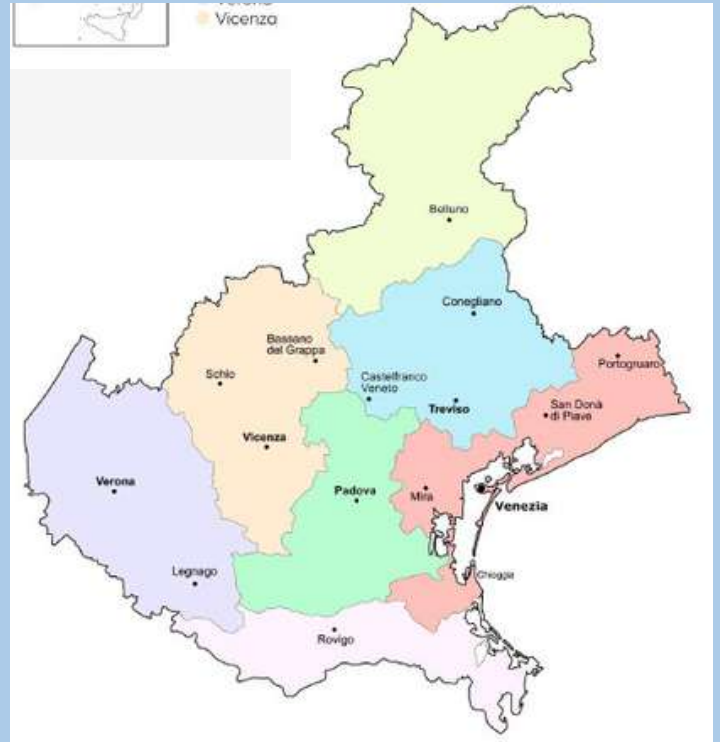 Vicenza
Belluno
Conegliano
Bassano
del Grappa
Portogruaro
Schio
Castelfranco
Veneto
Treviso
San Donà
di Piave
Vicenza
Verona
Padova
Mira
Venezia
Legnago
Chioggia
Rovigo